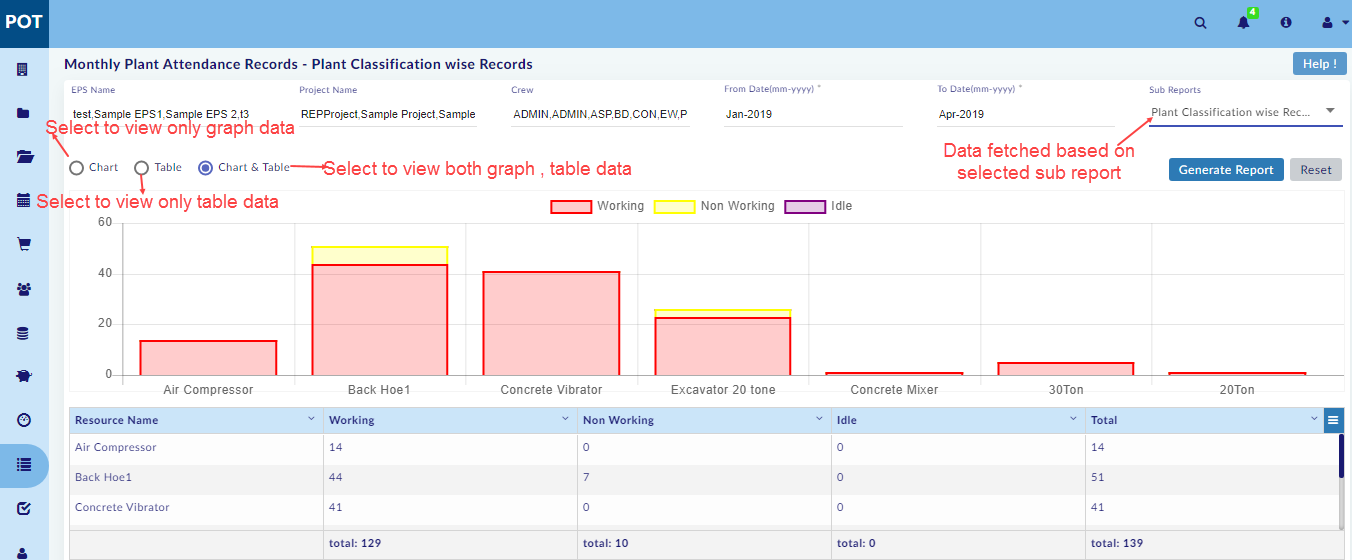 POT
4
Monthly Plant Attendance Records - Plant Classification wise Records
Help !
EPS Name
Project Name
Crew
From Date(mm-yyyy) *
To Date(mm-yyyy) *
Sub Reports
test,Sample EPS1,Sample EPS 2,t3
REPProject,Sample Project,Sample
ADMIN,ADMIN,ASP,BD,CON,EW,P
Jan-2019
Apr-2019
Plant Classification wise Rec...
Select to view only graph data
Data fetched based on
selected sub report
Chart
Table
Chart & Table
Select to view both graph , table data
Generate Report
Reset
Select to view only table data
Working
Non Working
Idle
60
40
20
0
Air Compressor
Back Hoe1
Concrete Vibrator
Excavator 20 tone
Concrete Mixer
30Ton
20Ton
Resource Name
Working
Non Working
Idle
Total
Air Compressor
14
0
0
14
Back Hoe1
44
7
0
51
Concrete Vibrator
41
0
0
41
total: 129
total: 10
total: 0
total: 139